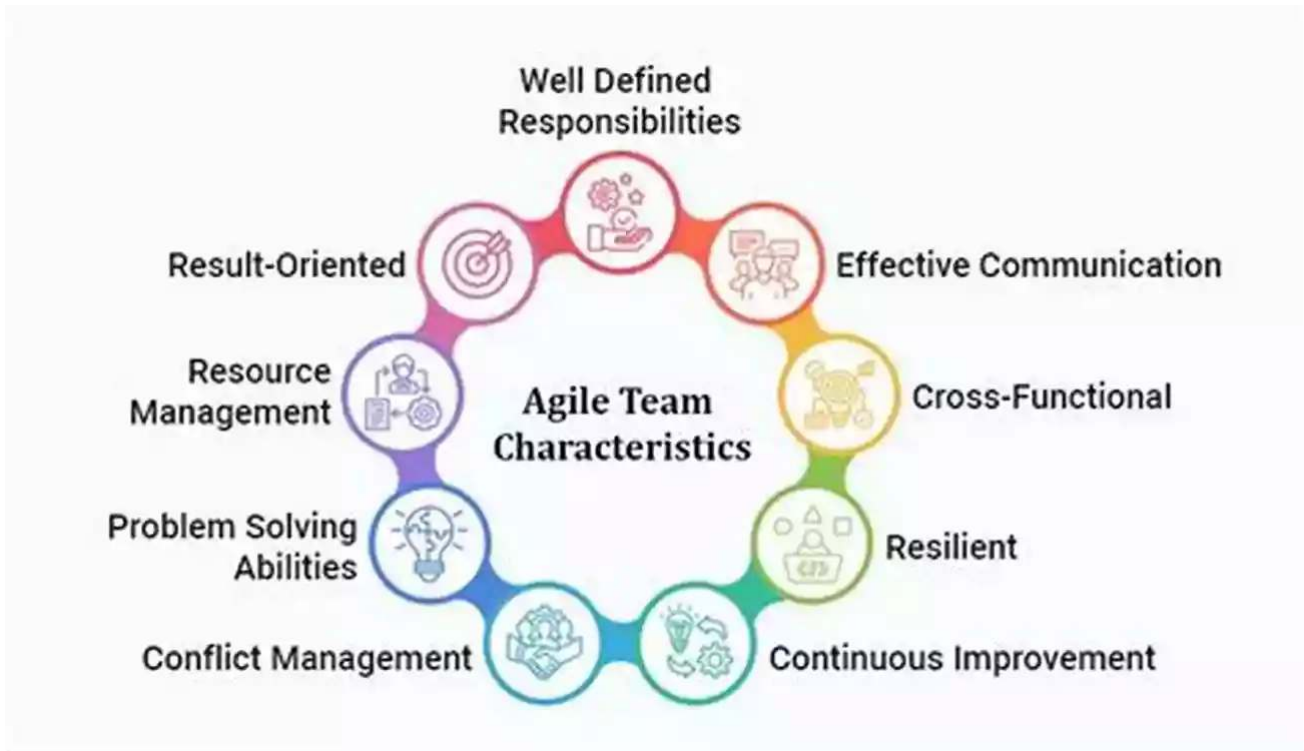 Well Defined
Responsibilities
Effective Communication
Cross-Functional
Resilient
Continuous Improvement
Conflict Management
Problem Solving
Abilities
Resource
Management
Result-Oriented
Agile Team
Characteristics